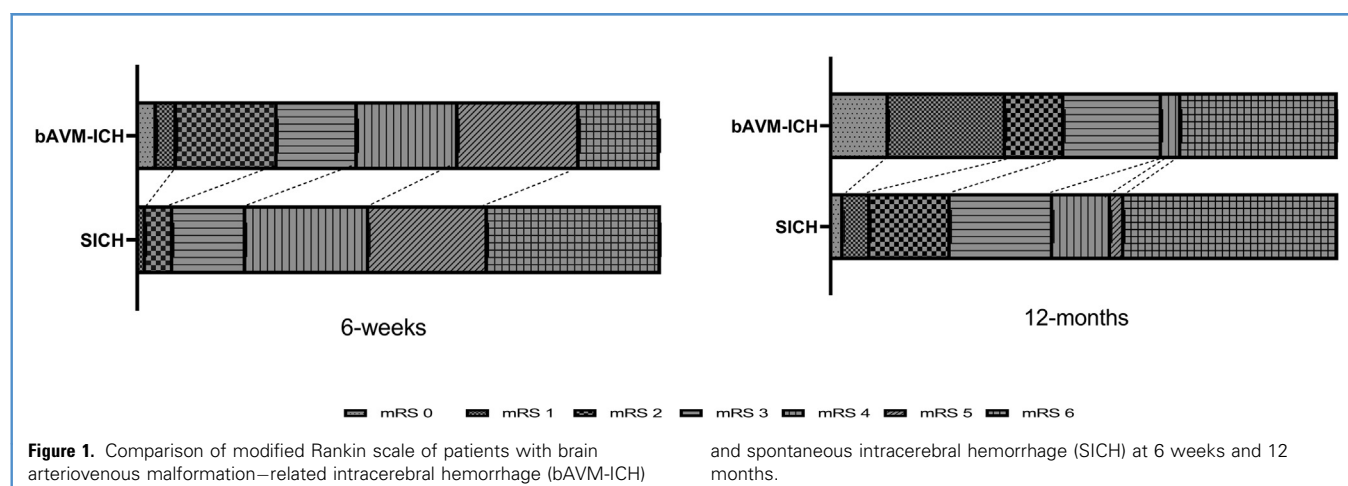 bAVM-ICH
SICH
6-weeks
bAVM-ICH
SICH
12-months
mRS 0 mRS 1 mRS 2 mRS 3 mRS 4 mRS 5 mRS 6
Figure 1. Comparison of modified Rankin scale of patients with brain
arteriovenous malformation–related intracerebral hemorrhage (bAVM-ICH)
and spontaneous intracerebral hemorrhage (SICH) at 6 weeks and 12
months.